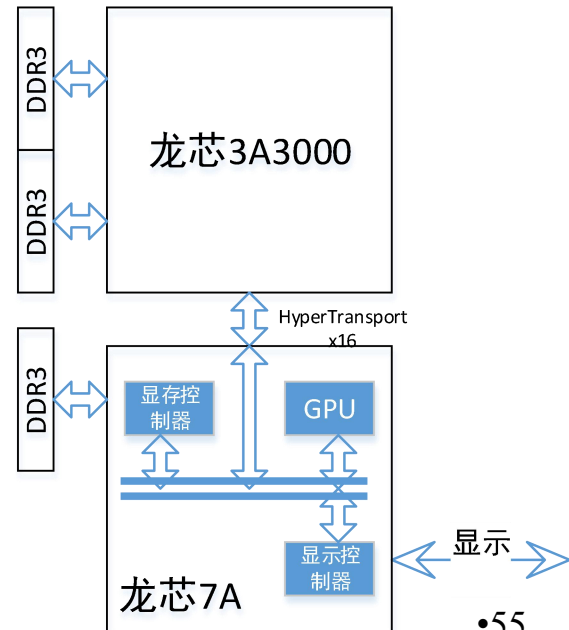 DDR3
龙芯3A3000
DDR3
HyperTransport
x16
DDR3
显存控
制器
GPU
显示控
制器
显示
龙芯7A
•55